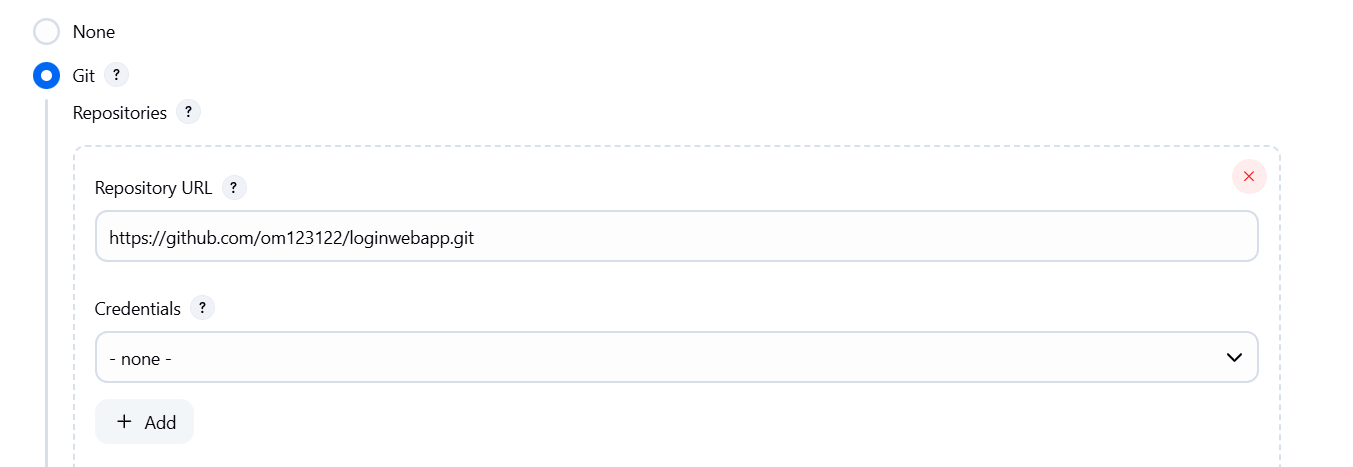 None
Git ?
Repositories ?
Repository URL ?
https://github.com/om123122/loginwebapp.git
Credentials ?
- none -
+ Add